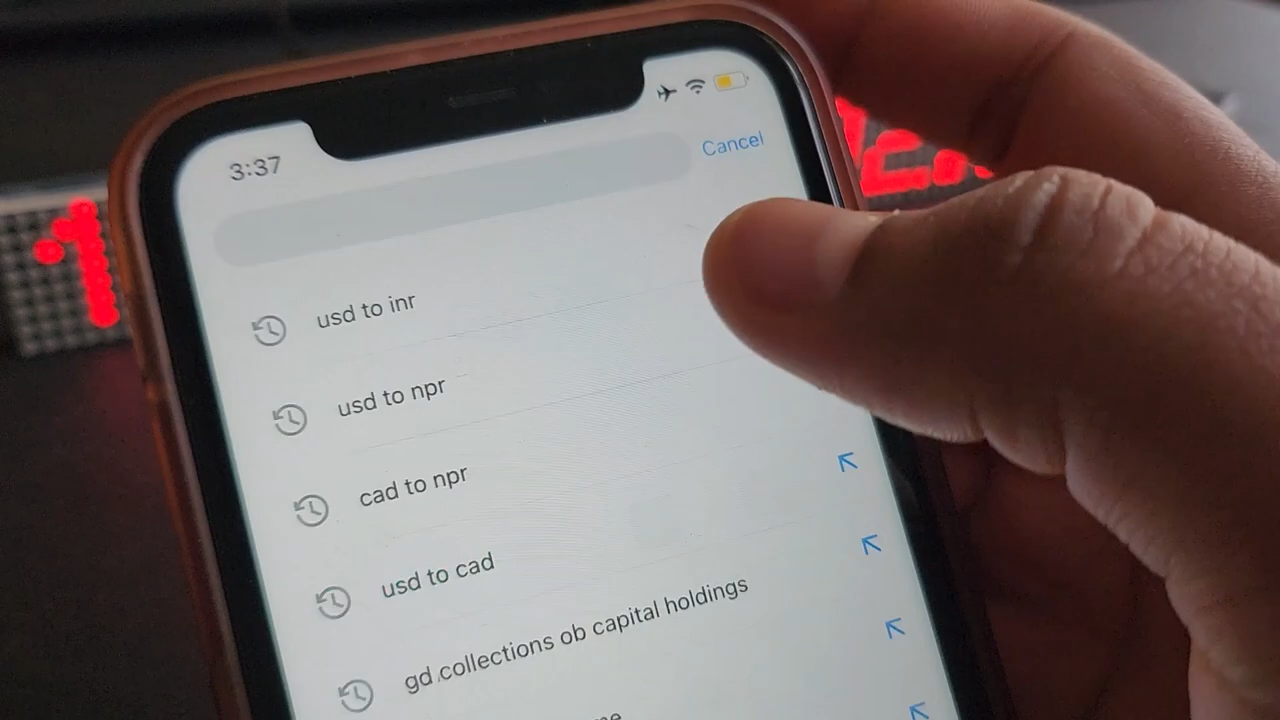 3:37
Cancel
usd to inr
usd to npr
cad to npr
usd to cad
gd collections ob capital holdings